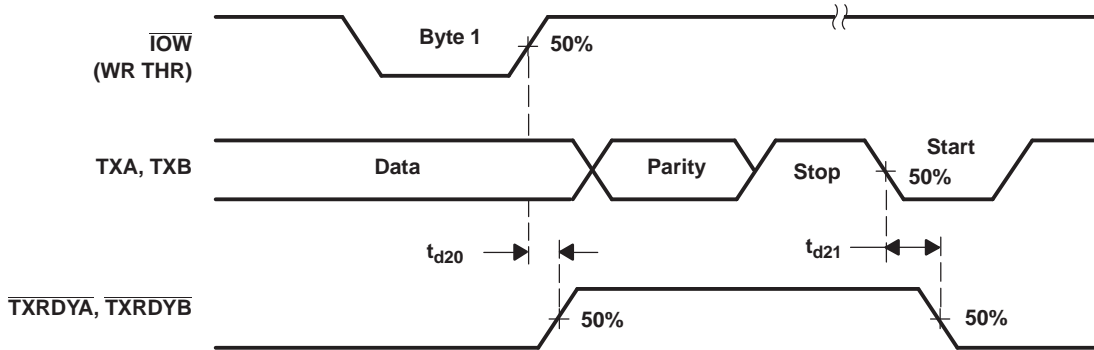 IOW
(WR THR)
Byte 1
50%
TXA, TXB
Data
Parity
Stop
Start
50%
td20
td21
TXRDYA, TXRDYB
50%
50%